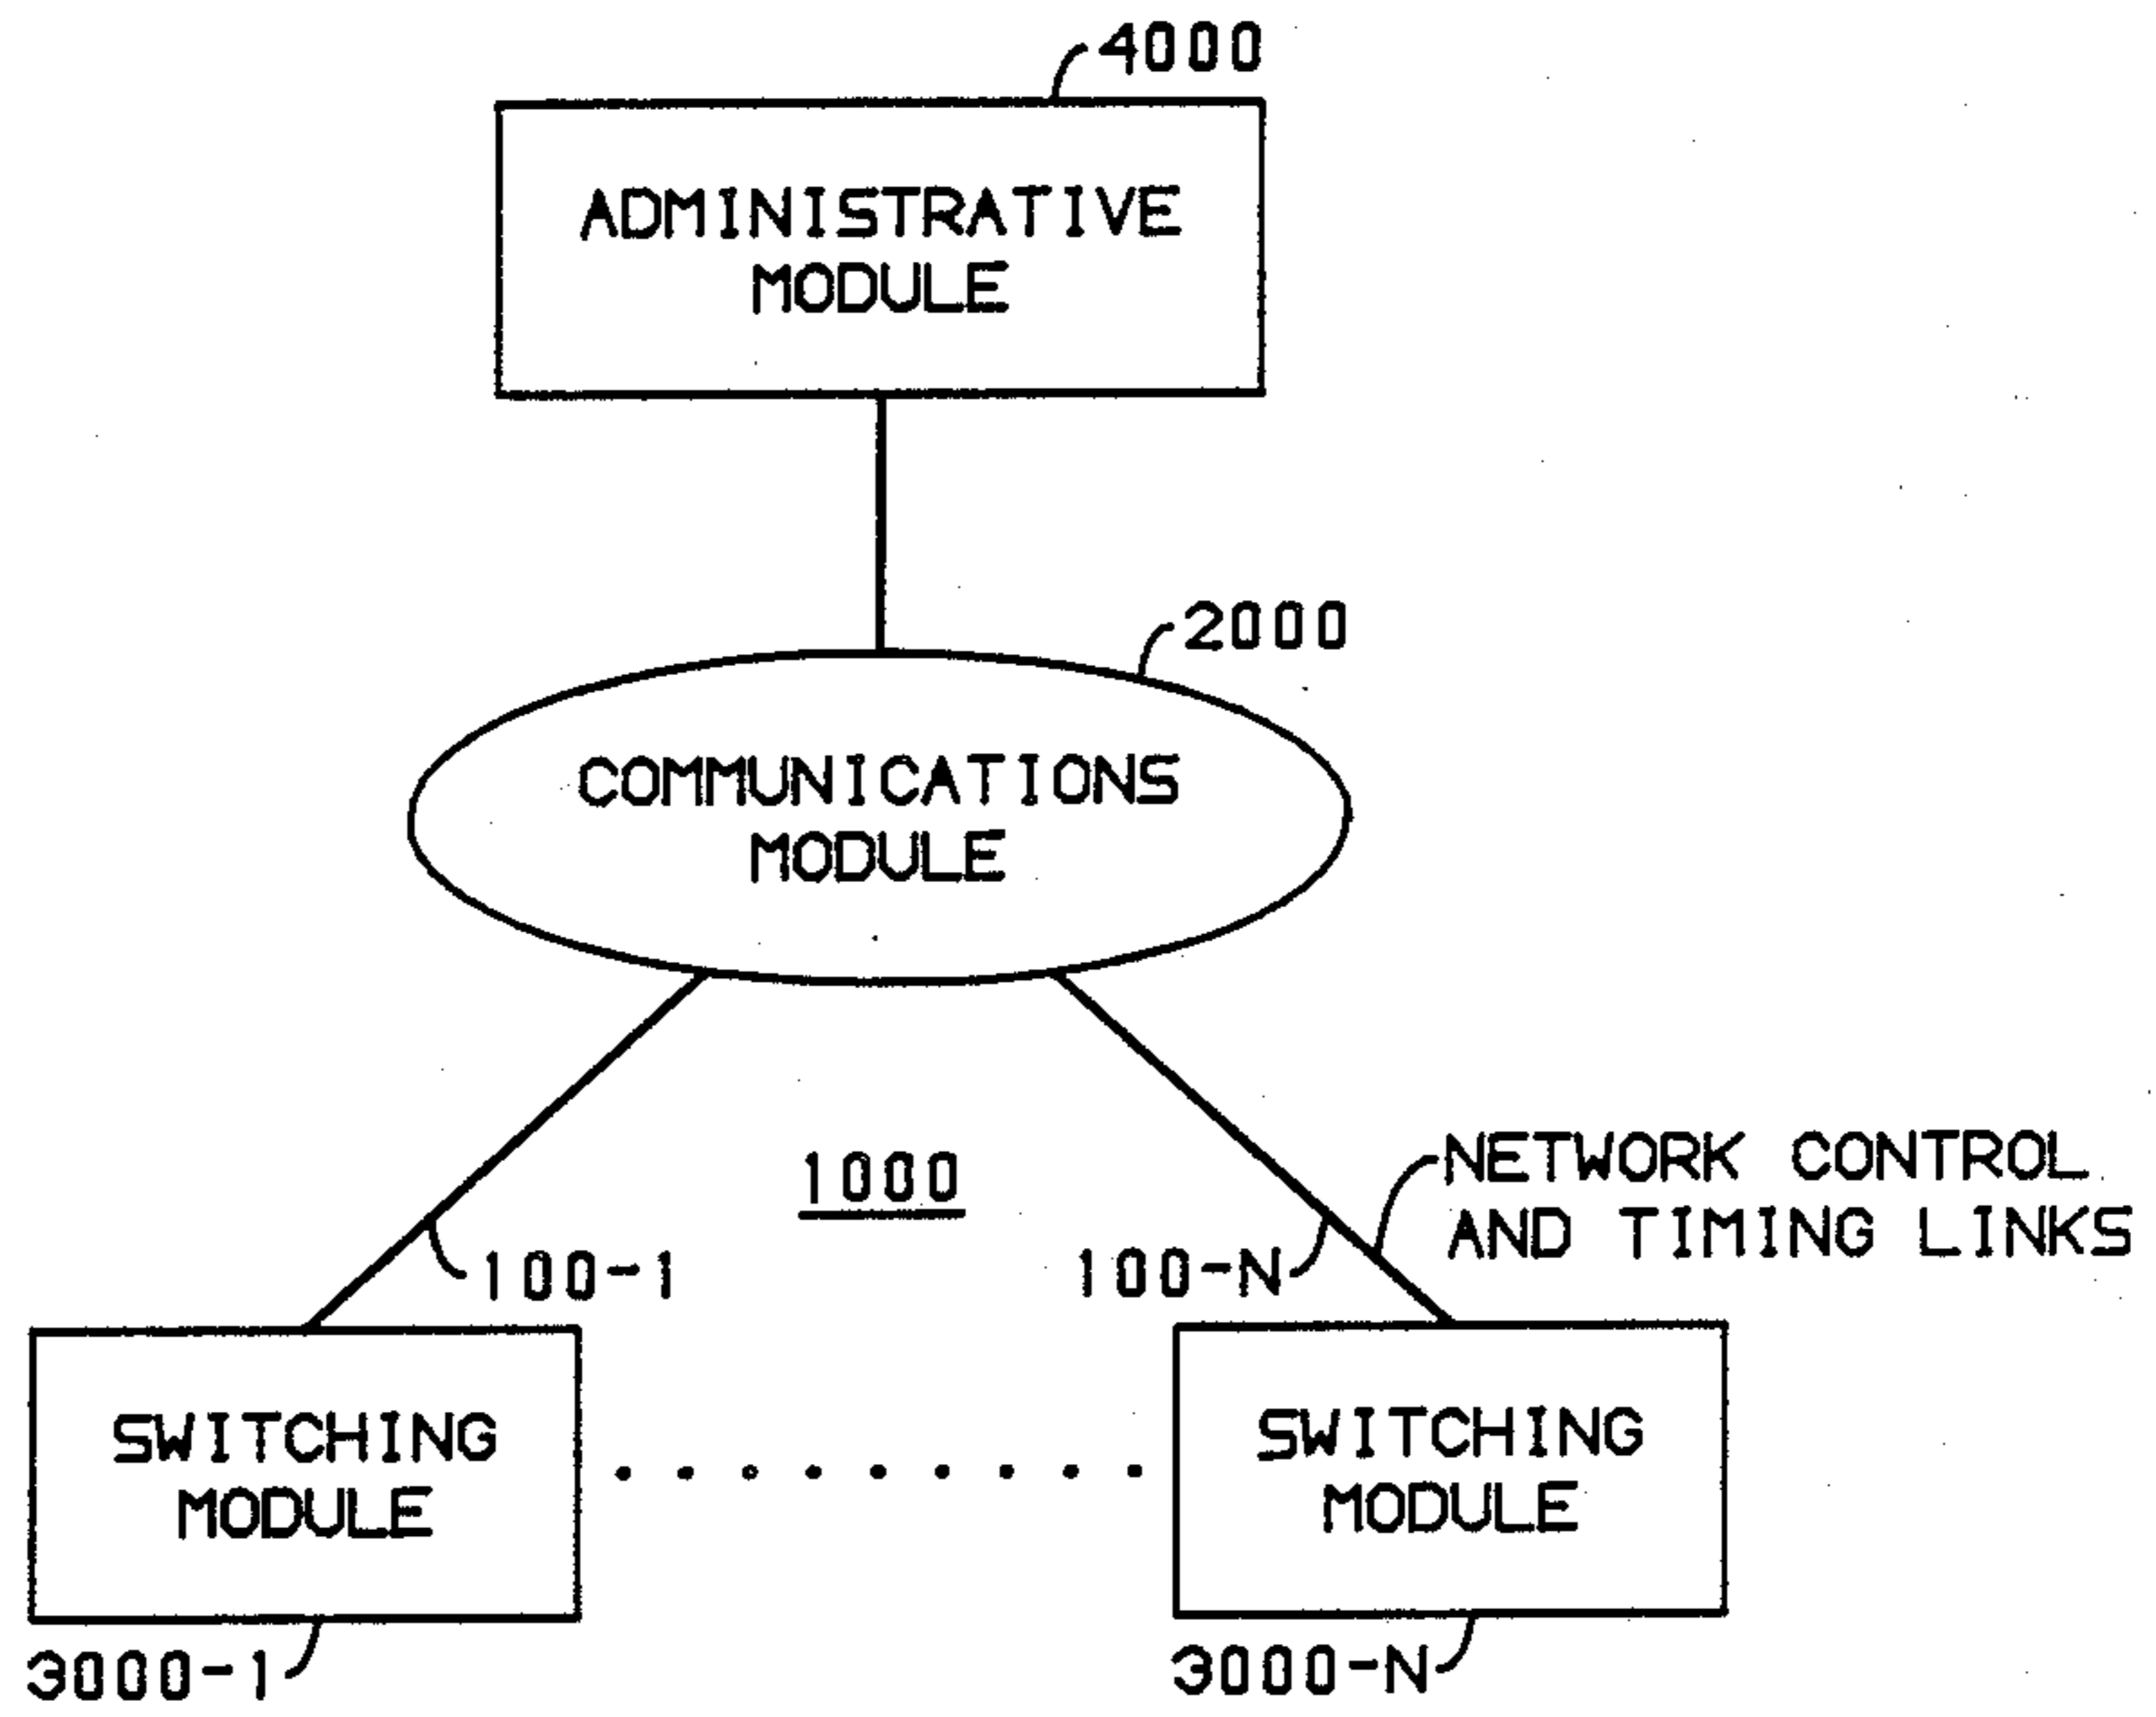 4000
ADMINISTRATIVE
MODULE
2000
COMMUNICATIONS
MODULE
1000
NETWORK CONTROL
AND TIMING LINKS
100-1
100-N
SWITCHING
MODULE
SWITCHING
MODULE
3000-1
3000-N